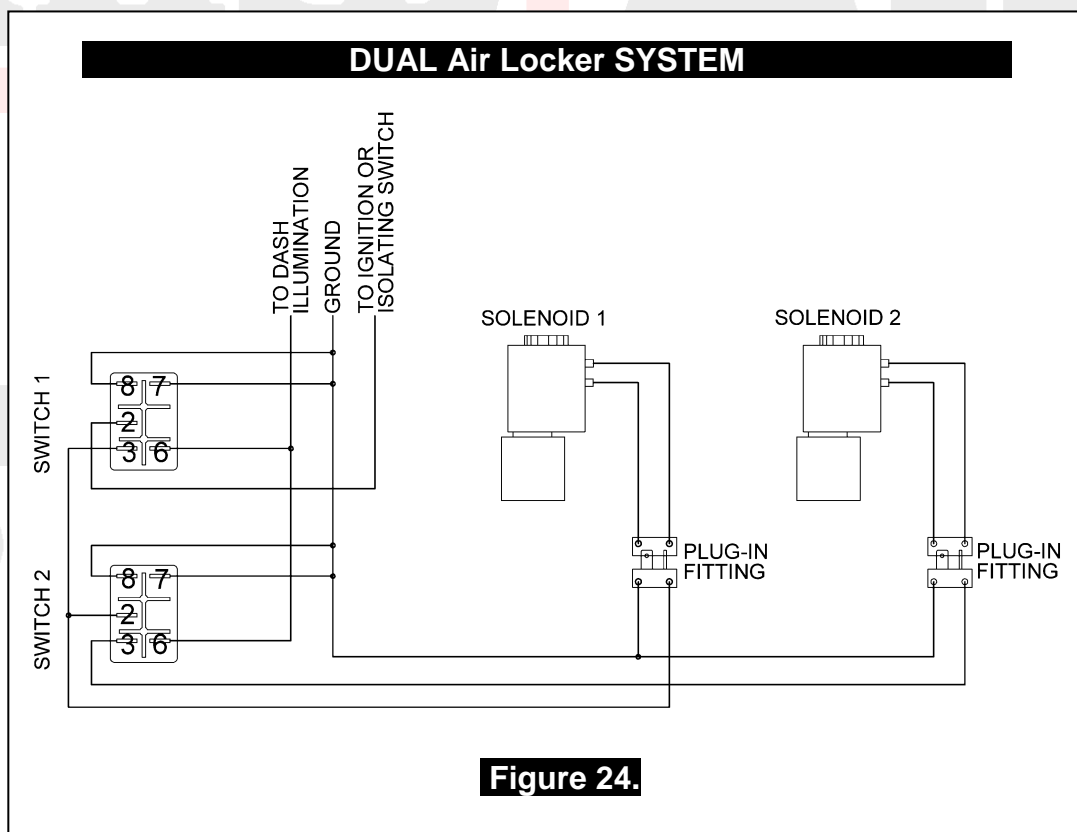 DUAL Air Locker SYSTEM
TO DASH
ILLUMINATION
GROUND
TO IGNITION OR
ISOLATING SWITCH
SOLENOID 1
SOLENOID 2
SWITCH 1
8 7
2
3 6
SWITCH 2
8 7
2
3 6
PLUG-IN
FITTING
PLUG-IN
FITTING
Figure 24.